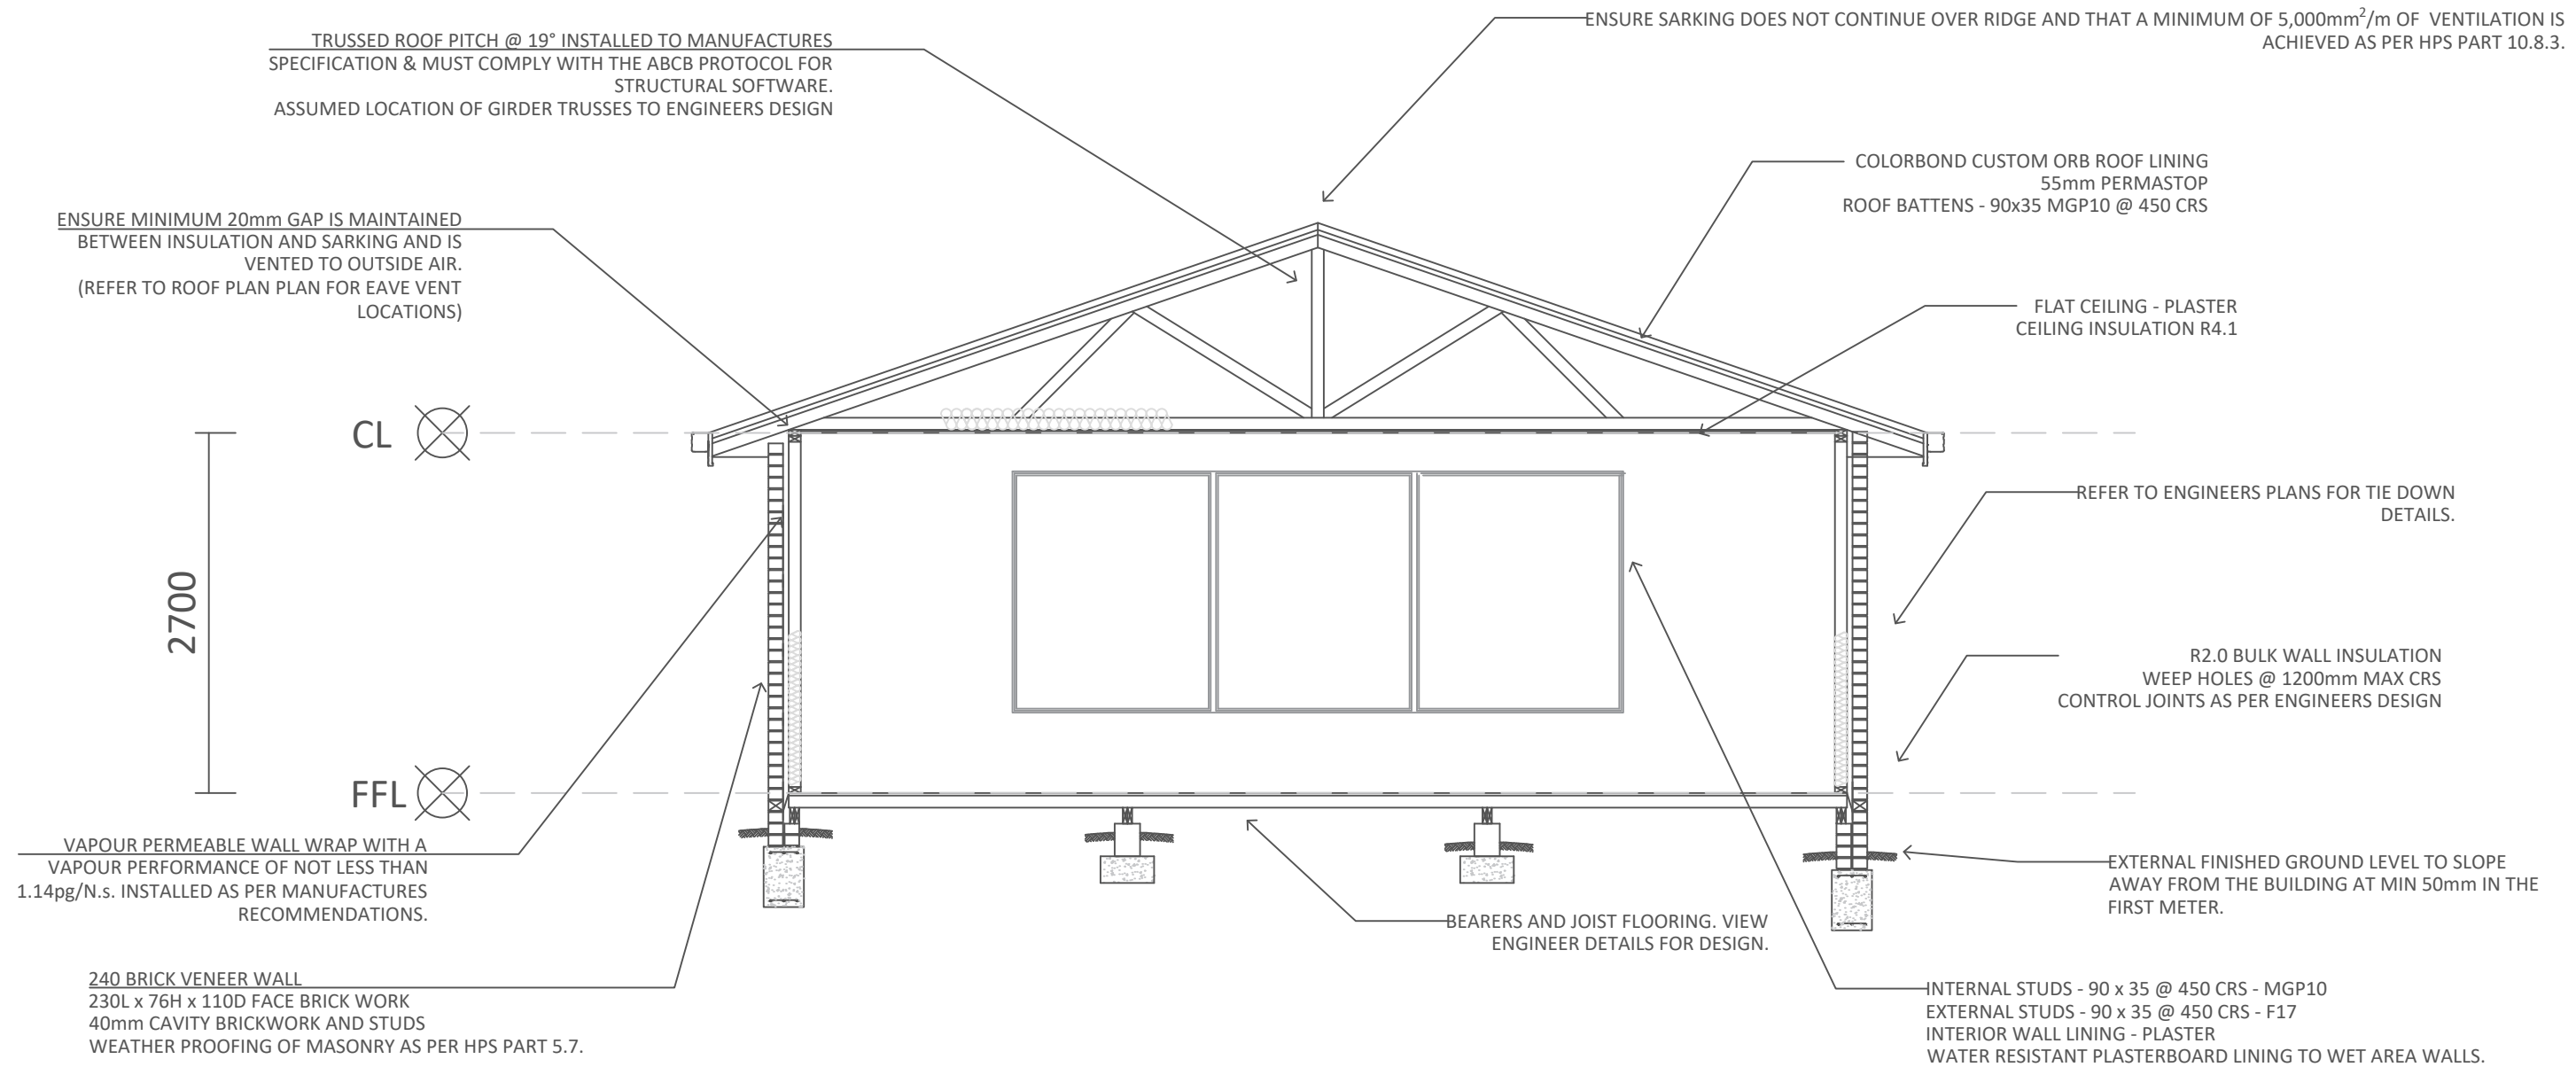 TRUSSED ROOF PITCH @ 19° INSTALLED TO MANUFACTURES
SPECIFICATION & MUST COMPLY WITH THE ABCB PROTOCOL FOR
STRUCTURAL SOFTWARE.
ASSUMED LOCATION OF GIRDER TRUSSES TO ENGINEERS DESIGN
ENSURE SARKING DOES NOT CONTINUE OVER RIDGE AND THAT A MINIMUM OF 5,000mm²/m OF VENTILATION IS
ACHIEVED AS PER HPS PART 10.8.3.
COLORBOND CUSTOM ORB ROOF LINING
55mm PERMASTOP
ROOF BATTENS - 90x35 MGP10 @ 450 CRS
ENSURE MINIMUM 20mm GAP IS MAINTAINED
BETWEEN INSULATION AND SARKING AND IS
VENTED TO OUTSIDE AIR.
(REFER TO ROOF PLAN PLAN FOR EAVE VENT
LOCATIONS)
FLAT CEILING - PLASTER
CEILING INSULATION R4.1
CL
2700
FFL
REFER TO ENGINEERS PLANS FOR TIE DOWN
DETAILS.
R2.0 BULK WALL INSULATION
WEEP HOLES @ 1200mm MAX CRS
CONTROL JOINTS AS PER ENGINEERS DESIGN
VAPOUR PERMEABLE WALL WRAP WITH A
VAPOUR PERFORMANCE OF NOT LESS THAN
1.14pg/N.s. INSTALLED AS PER MANUFACTURES
RECOMMENDATIONS.
EXTERNAL FINISHED GROUND LEVEL TO SLOPE
AWAY FROM THE BUILDING AT MIN 50mm IN THE
FIRST METER.
BEARERS AND JOIST FLOORING. VIEW
ENGINEER DETAILS FOR DESIGN.
240 BRICK VENEER WALL
230L x 76H x 110D FACE BRICK WORK
40mm CAVITY BRICKWORK AND STUDS
WEATHER PROOFING OF MASONRY AS PER HPS PART 5.7.
INTERNAL STUDS - 90 x 35 @ 450 CRS - MGP10
EXTERNAL STUDS - 90 x 35 @ 450 CRS - F17
INTERIOR WALL LINING - PLASTER
WATER RESISTANT PLASTERBOARD LINING TO WET AREA WALLS.